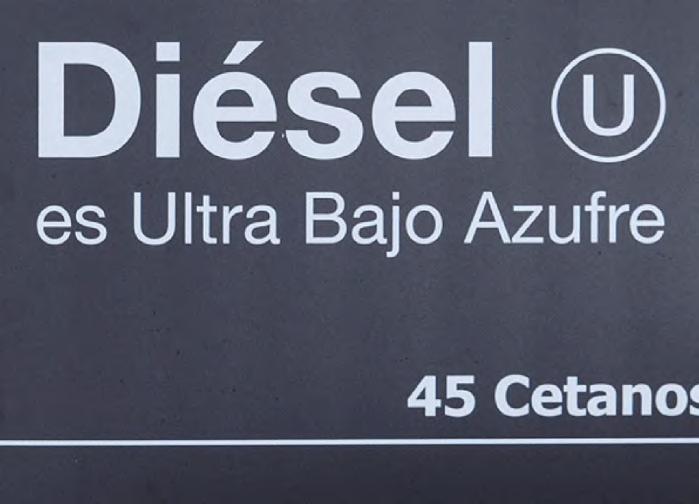 Diésel U
es Ultra Bajo Azufre
45 Cetanos